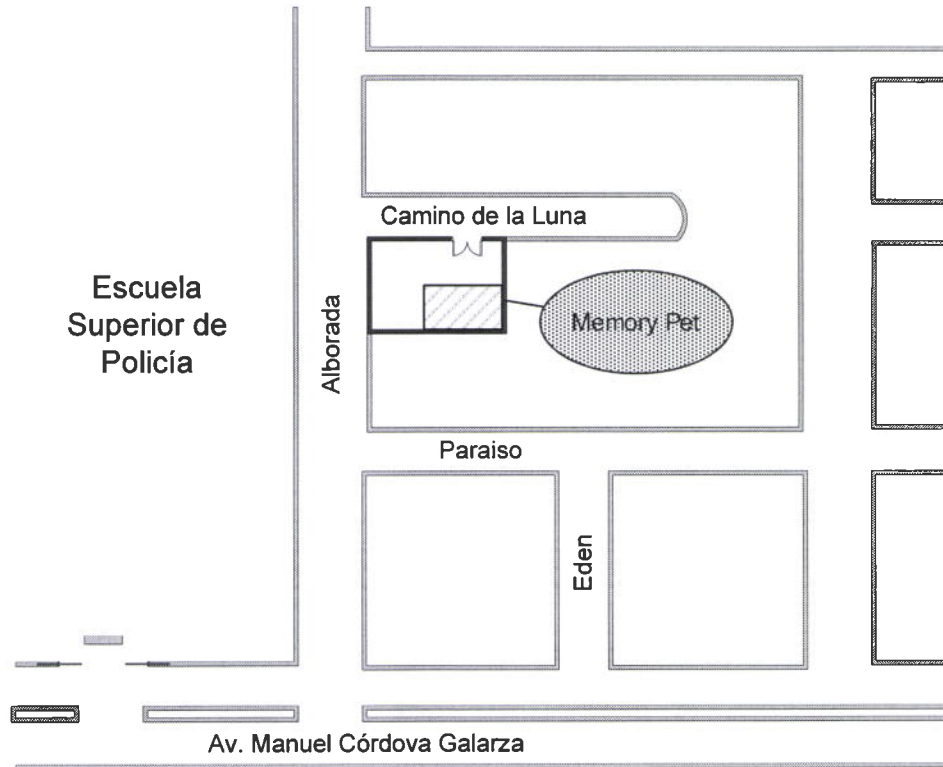 Camino de la Luna
Escuela
Superior de
Policía
Alborada
Memory Pet
Paraiso
Eden
Av. Manuel Córdova Galarza